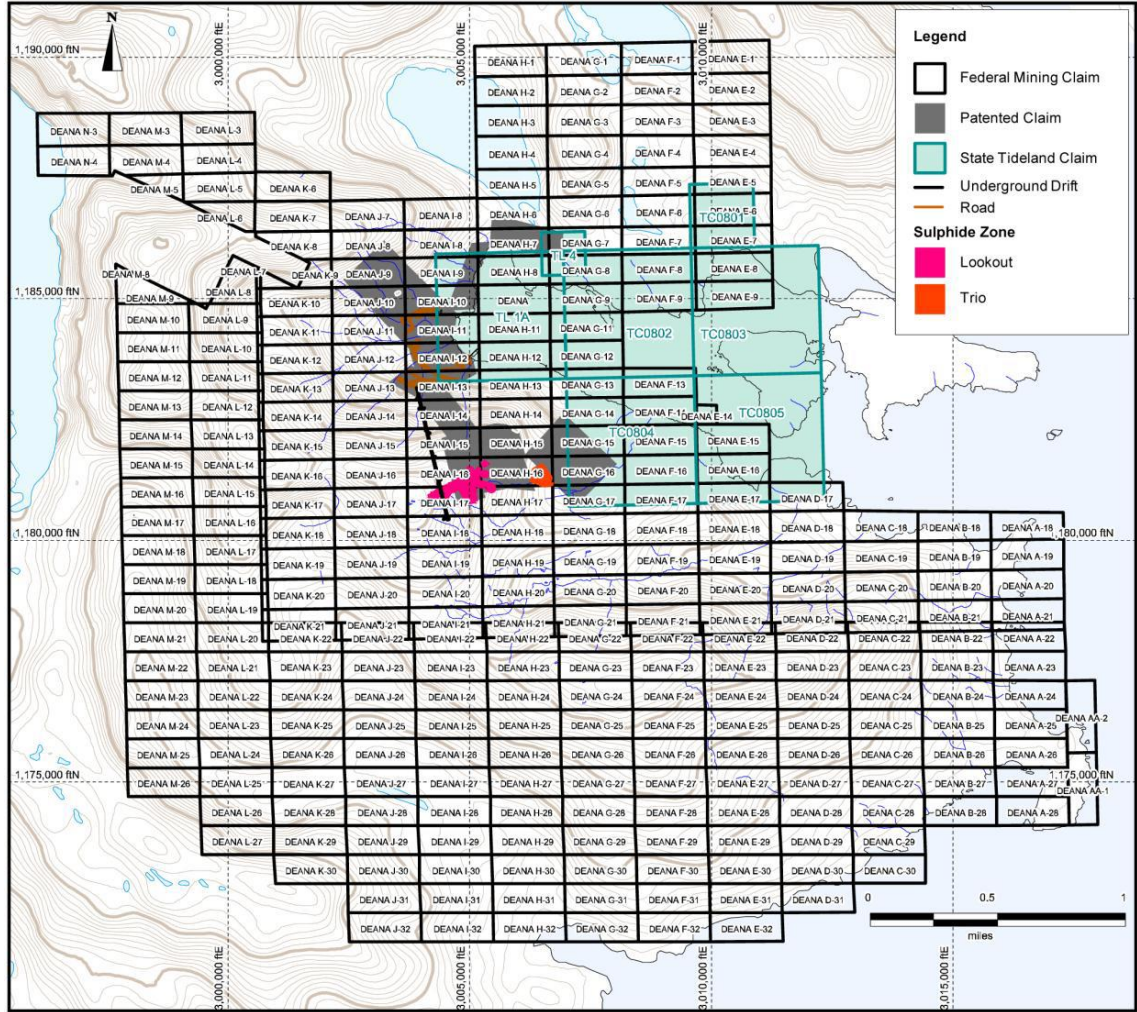 N
1,190,000 ftN
3,000,000 ftE
3,005,000 ftE
3,010,000 ftE
Legend
Federal Mining Claim
Patented Claim
State Tideland Claim
Underground Drift
Road
Sulphide Zone
Lookout
Trio
DEANA H-1 DEANA G-1 DEANA F-1 DEANA E-1
DEANA H-2 DEANA G-2 DEANA F-2 DEANA E-2
DEANA N-3 DEANA M-3 DEANA L-3 DEANA H-3 DEANA G-3 DEANA F-3 DEANA E-3
DEANA N-4 DEANA M-4 DEANA L-4 DEANA H-4 DEANA G-4 DEANA F-4 DEANA E-4
DEANA M-5 DEANA L-5 DEANA K-6 DEANA H-5 DEANA G-5 DEANA F-5 DEANA E-5
DEANA L-6 DEANA K-7 DEANA J-7 DEANA I-8 DEANA H-6 DEANA G-6 DEANA F-6 E-6
TC0801
DEANA K-8 DEANA J-8 DEANA I-8 DEANA H-7 DEANA G-7 DEANA F-7 DEANA E-7
TL 4
DEANA M-8 DEANA L-7 DEANA K-9 DEANA J-9 DEANA I-9 DEANA H-8 DEANA G-8 DEANA F-8 DEANA E-8
1,185,000 ftN
DEANA M-9 DEANA L-8 DEANA K-10 DEANA J-10 DEANA I-10 DEANA DEANA G-9 DEANA F-9 DEANA E-9
TL 1A
DEANA M-10 DEANA L-9 DEANA K-11 DEANA J-11 DEANA I-11 DEANA H-11 DEANA G-11 TC0802 TC0803
DEANA M-11 DEANA L-10 DEANA K-12 DEANA J-12 DEANA I-12 DEANA H-12 DEANA G-12
DEANA M-12 DEANA L-11 DEANA K-13 DEANA J-13 DEANA I-13 DEANA H-13 DEANA G-13 DEANA F-13
DEANA M-13 DEANA L-12 DEANA K-14 DEANA J-14 DEANA I-14 DEANA H-14 DEANA G-14 DEANA F-14 DEANA E-14 TC0805
TC0804
DEANA M-14 DEANA L-13 DEANA K-15 DEANA J-15 DEANA I-15 DEANA H-15 DEANA G-15 DEANA F-15 DEANA E-15
DEANA M-15 DEANA L-14 DEANA K-16 DEANA J-16 DEANA I-16 DEANA H-16 DEANA G-16 DEANA F-16 DEANA E-16
DEANA M-16 DEANA L-15 DEANA K-17 DEANA J-17 DEANA I-17 DEANA H-17 DEANA G-17 DEANA F-17 DEANA E-17 DEANA D-17
1,180,000 ftN
DEANA M-17 DEANA L-16 DEANA K-18 DEANA J-18 DEANA I-18 DEANA H-18 DEANA G-18 DEANA F-18 DEANA E-18 DEANA D-18 DEANA C-18 DEANA B-18 DEANA A-18
1,180,000 ftN
DEANA M-18 DEANA L-17 DEANA K-19 DEANA J-19 DEANA I-19 DEANA H-19 DEANA G-19 DEANA F-19 DEANA E-19 DEANA D-19 DEANA C-19 DEANA B-19 DEANA A-19
DEANA M-19 DEANA L-18 DEANA K-20 DEANA J-20 DEANA I-20 DEANA H-20 DEANA G-20 DEANA F-20 DEANA E-20 DEANA D-20 DEANA C-20 DEANA B-20 DEANA A-20
DEANA M-20 DEANA L-19 DEANA K-21 DEANA J-21 DEANA I-21 DEANA H-21 DEANA G-21 DEANA F-21 DEANA E-21 DEANA D-21 DEANA C-21 DEANA B-21 DEANA A-21
DEANA M-21 DEANA L-20 DEANA K-22 DEANA J-22 DEANA I-22 DEANA H-22 DEANA G-22 DEANA F-22 DEANA E-22 DEANA D-22 DEANA C-22 DEANA B-22 DEANA A-22
DEANA M-22 DEANA L-21 DEANA K-23 DEANA J-23 DEANA I-23 DEANA H-23 DEANA G-23 DEANA F-23 DEANA E-23 DEANA D-23 DEANA C-23 DEANA B-23 DEANA A-23
DEANA M-23 DEANA L-22 DEANA K-24 DEANA J-24 DEANA I-24 DEANA H-24 DEANA G-24 DEANA F-24 DEANA E-24 DEANA D-24 DEANA C-24 DEANA B-24 DEANA A-24
DEANA AA-2
DEANA M-24 DEANA L-23 DEANA K-25 DEANA J-25 DEANA I-25 DEANA H-25 DEANA G-25 DEANA F-25 DEANA E-25 DEANA D-25 DEANA C-25 DEANA B-25 DEANA A-25
DEANA M-25 DEANA L-24 DEANA K-26 DEANA J-26 DEANA I-26 DEANA H-26 DEANA G-26 DEANA F-26 DEANA E-26 DEANA D-26 DEANA C-26 DEANA B-26 DEANA A-26
1,175,000 ftN
1,175,000 ftN
DEANA M-26 DEANA L-25 DEANA K-27 DEANA J-27 DEANA I-27 DEANA H-27 DEANA G-27 DEANA F-27 DEANA E-27 DEANA D-27 DEANA C-27 DEANA B-27 DEANA A-27
DEANA AA-1
DEANA L-26 DEANA K-28 DEANA J-28 DEANA I-28 DEANA H-28 DEANA G-28 DEANA F-28 DEANA E-28 DEANA D-28 DEANA C-28 DEANA B-28 DEANA A-28
DEANA L-27 DEANA K-29 DEANA J-29 DEANA I-29 DEANA H-29 DEANA G-29 DEANA F-29 DEANA E-29 DEANA D-29 DEANA C-29
DEANA K-30 DEANA J-30 DEANA I-30 DEANA H-30 DEANA G-30 DEANA F-30 DEANA E-30 DEANA D-30 DEANA C-30
DEANA J-31 DEANA I-31 DEANA H-31 DEANA G-31 DEANA F-31 DEANA E-31 DEANA D-31
DEANA J-32 DEANA I-32 DEANA H-32 DEANA G-32 DEANA F-32 DEANA E-32
0 0.5 1
miles
3,000,000 ftE
3,005,000 ftE
3,010,000 ftE
3,015,000 ftE